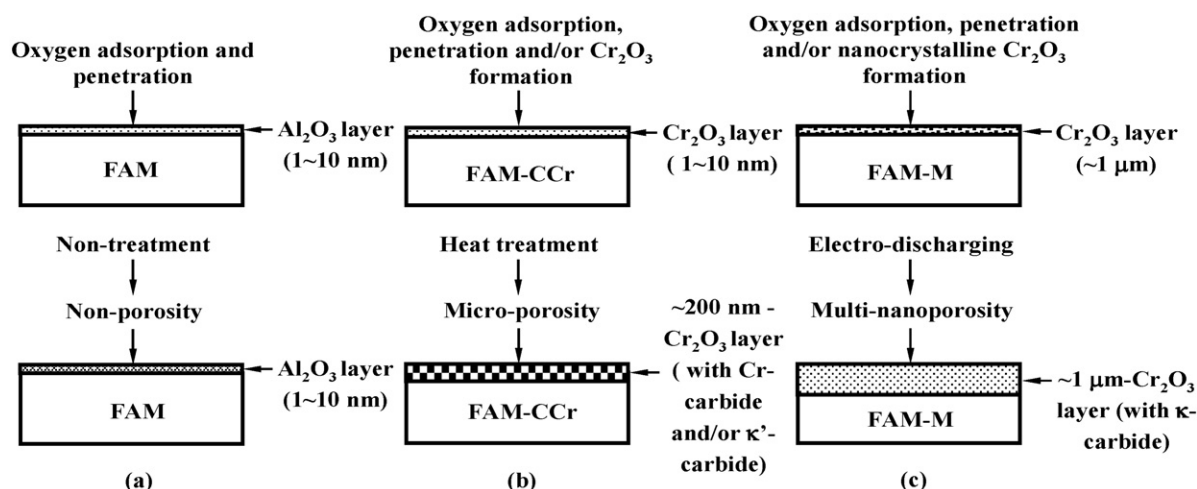 Oxygen adsorption and
penetration
Al₂O₃ layer
(1~10 nm)
FAM
Non-treatment
Non-porosity
Al₂O₃ layer
(1~10 nm)
FAM
(a)
Oxygen adsorption,
penetration and/or Cr₂O₃
formation
Cr₂O₃ layer
( 1~10 nm)
FAM-CCr
Heat treatment
Micro-porosity
~200 nm -
Cr₂O₃ layer
( with Cr-
carbide
and/or κ’-
carbide)
FAM-CCr
(b)
Oxygen adsorption, penetration
and/or nanocrystalline Cr₂O₃
formation
Cr₂O₃ layer
(~1 μm)
FAM-M
Electro-discharging
Multi-nanoporosity
~1 μm-Cr₂O₃
layer (with κ-
carbide)
FAM-M
(c)